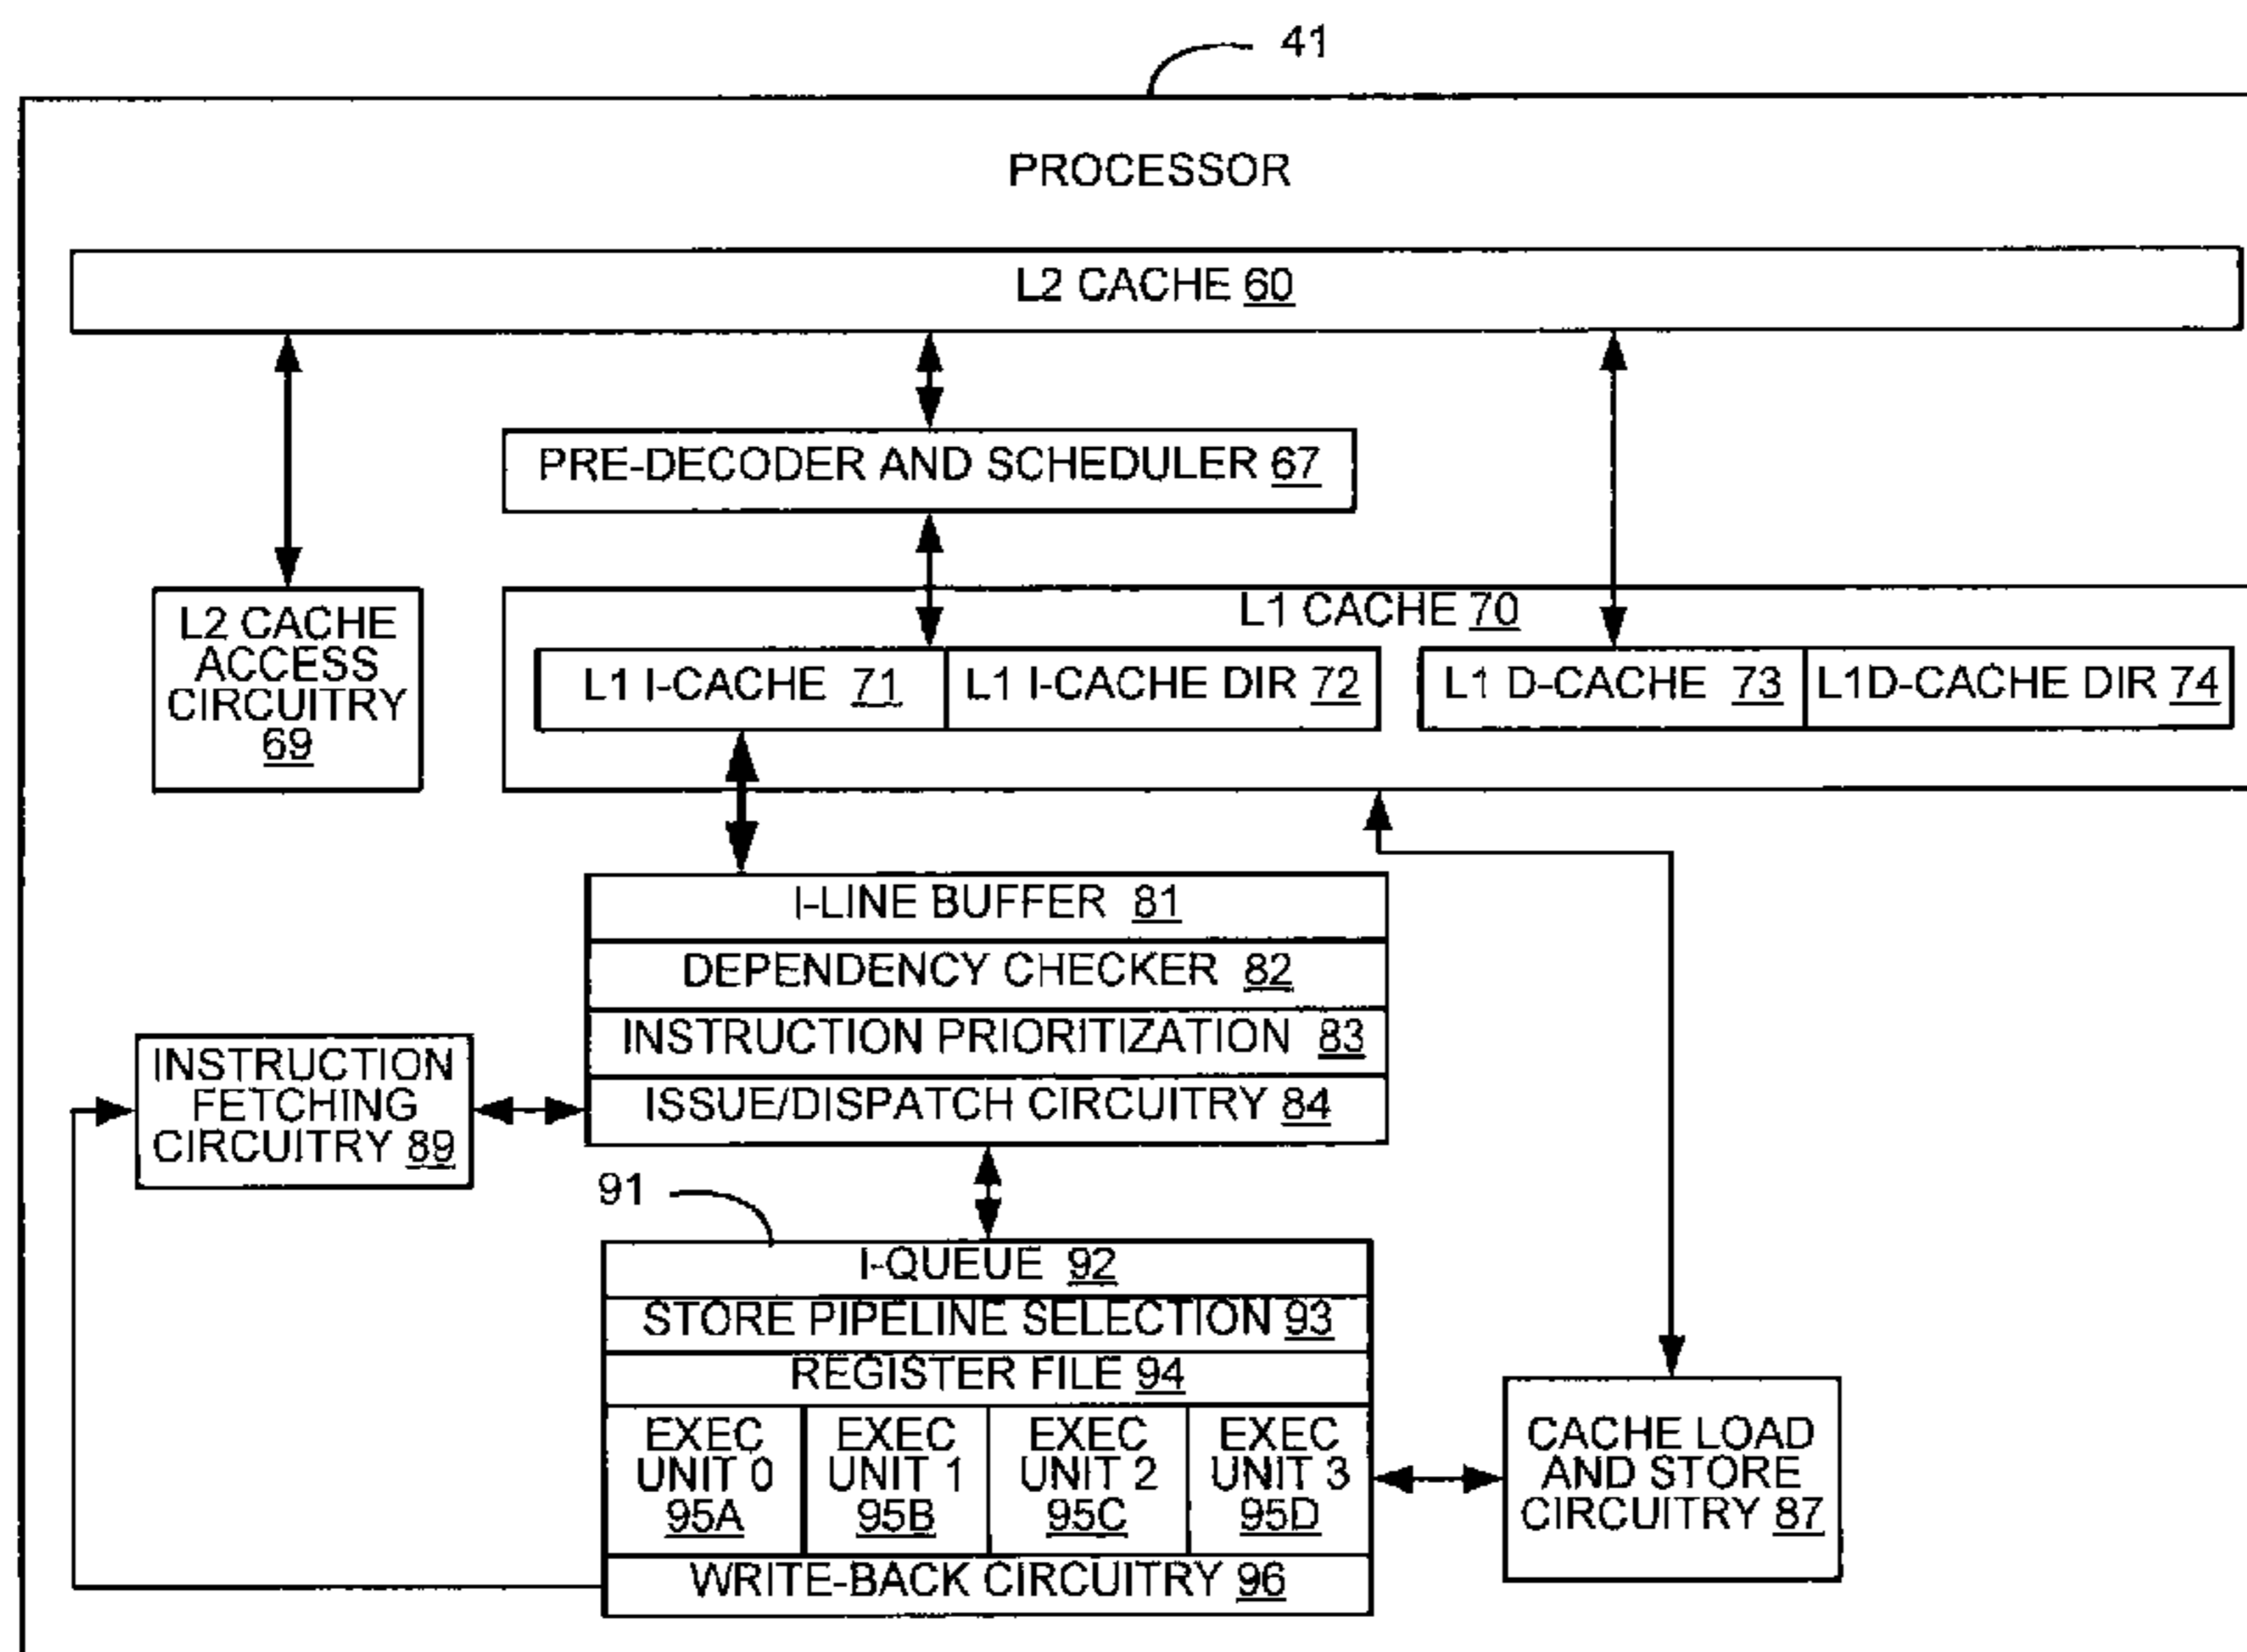 41
PROCESSOR
L2 CACHE 60
PRE-DECODER AND SCHEDULER 67
L2 CACHE
ACCESS
CIRCUITRY
69
L1 CACHE 70
L1 I-CACHE 71
L1 I-CACHE DIR 72
L1 D-CACHE 73
L1D-CACHE DIR 74
I-LINE BUFFER 81
DEPENDENCY CHECKER 82
INSTRUCTION PRIORITIZATION 83
ISSUE/DISPATCH CIRCUITRY 84
INSTRUCTION
FETCHING
CIRCUITRY 89
91
I-QUEUE 92
STORE PIPELINE SELECTION 93
REGISTER FILE 94
EXEC
UNIT 0
95A
EXEC
UNIT 1
95B
EXEC
UNIT 2
95C
EXEC
UNIT 3
95D
WRITE-BACK CIRCUITRY 96
CACHE LOAD
AND STORE
CIRCUITRY 87